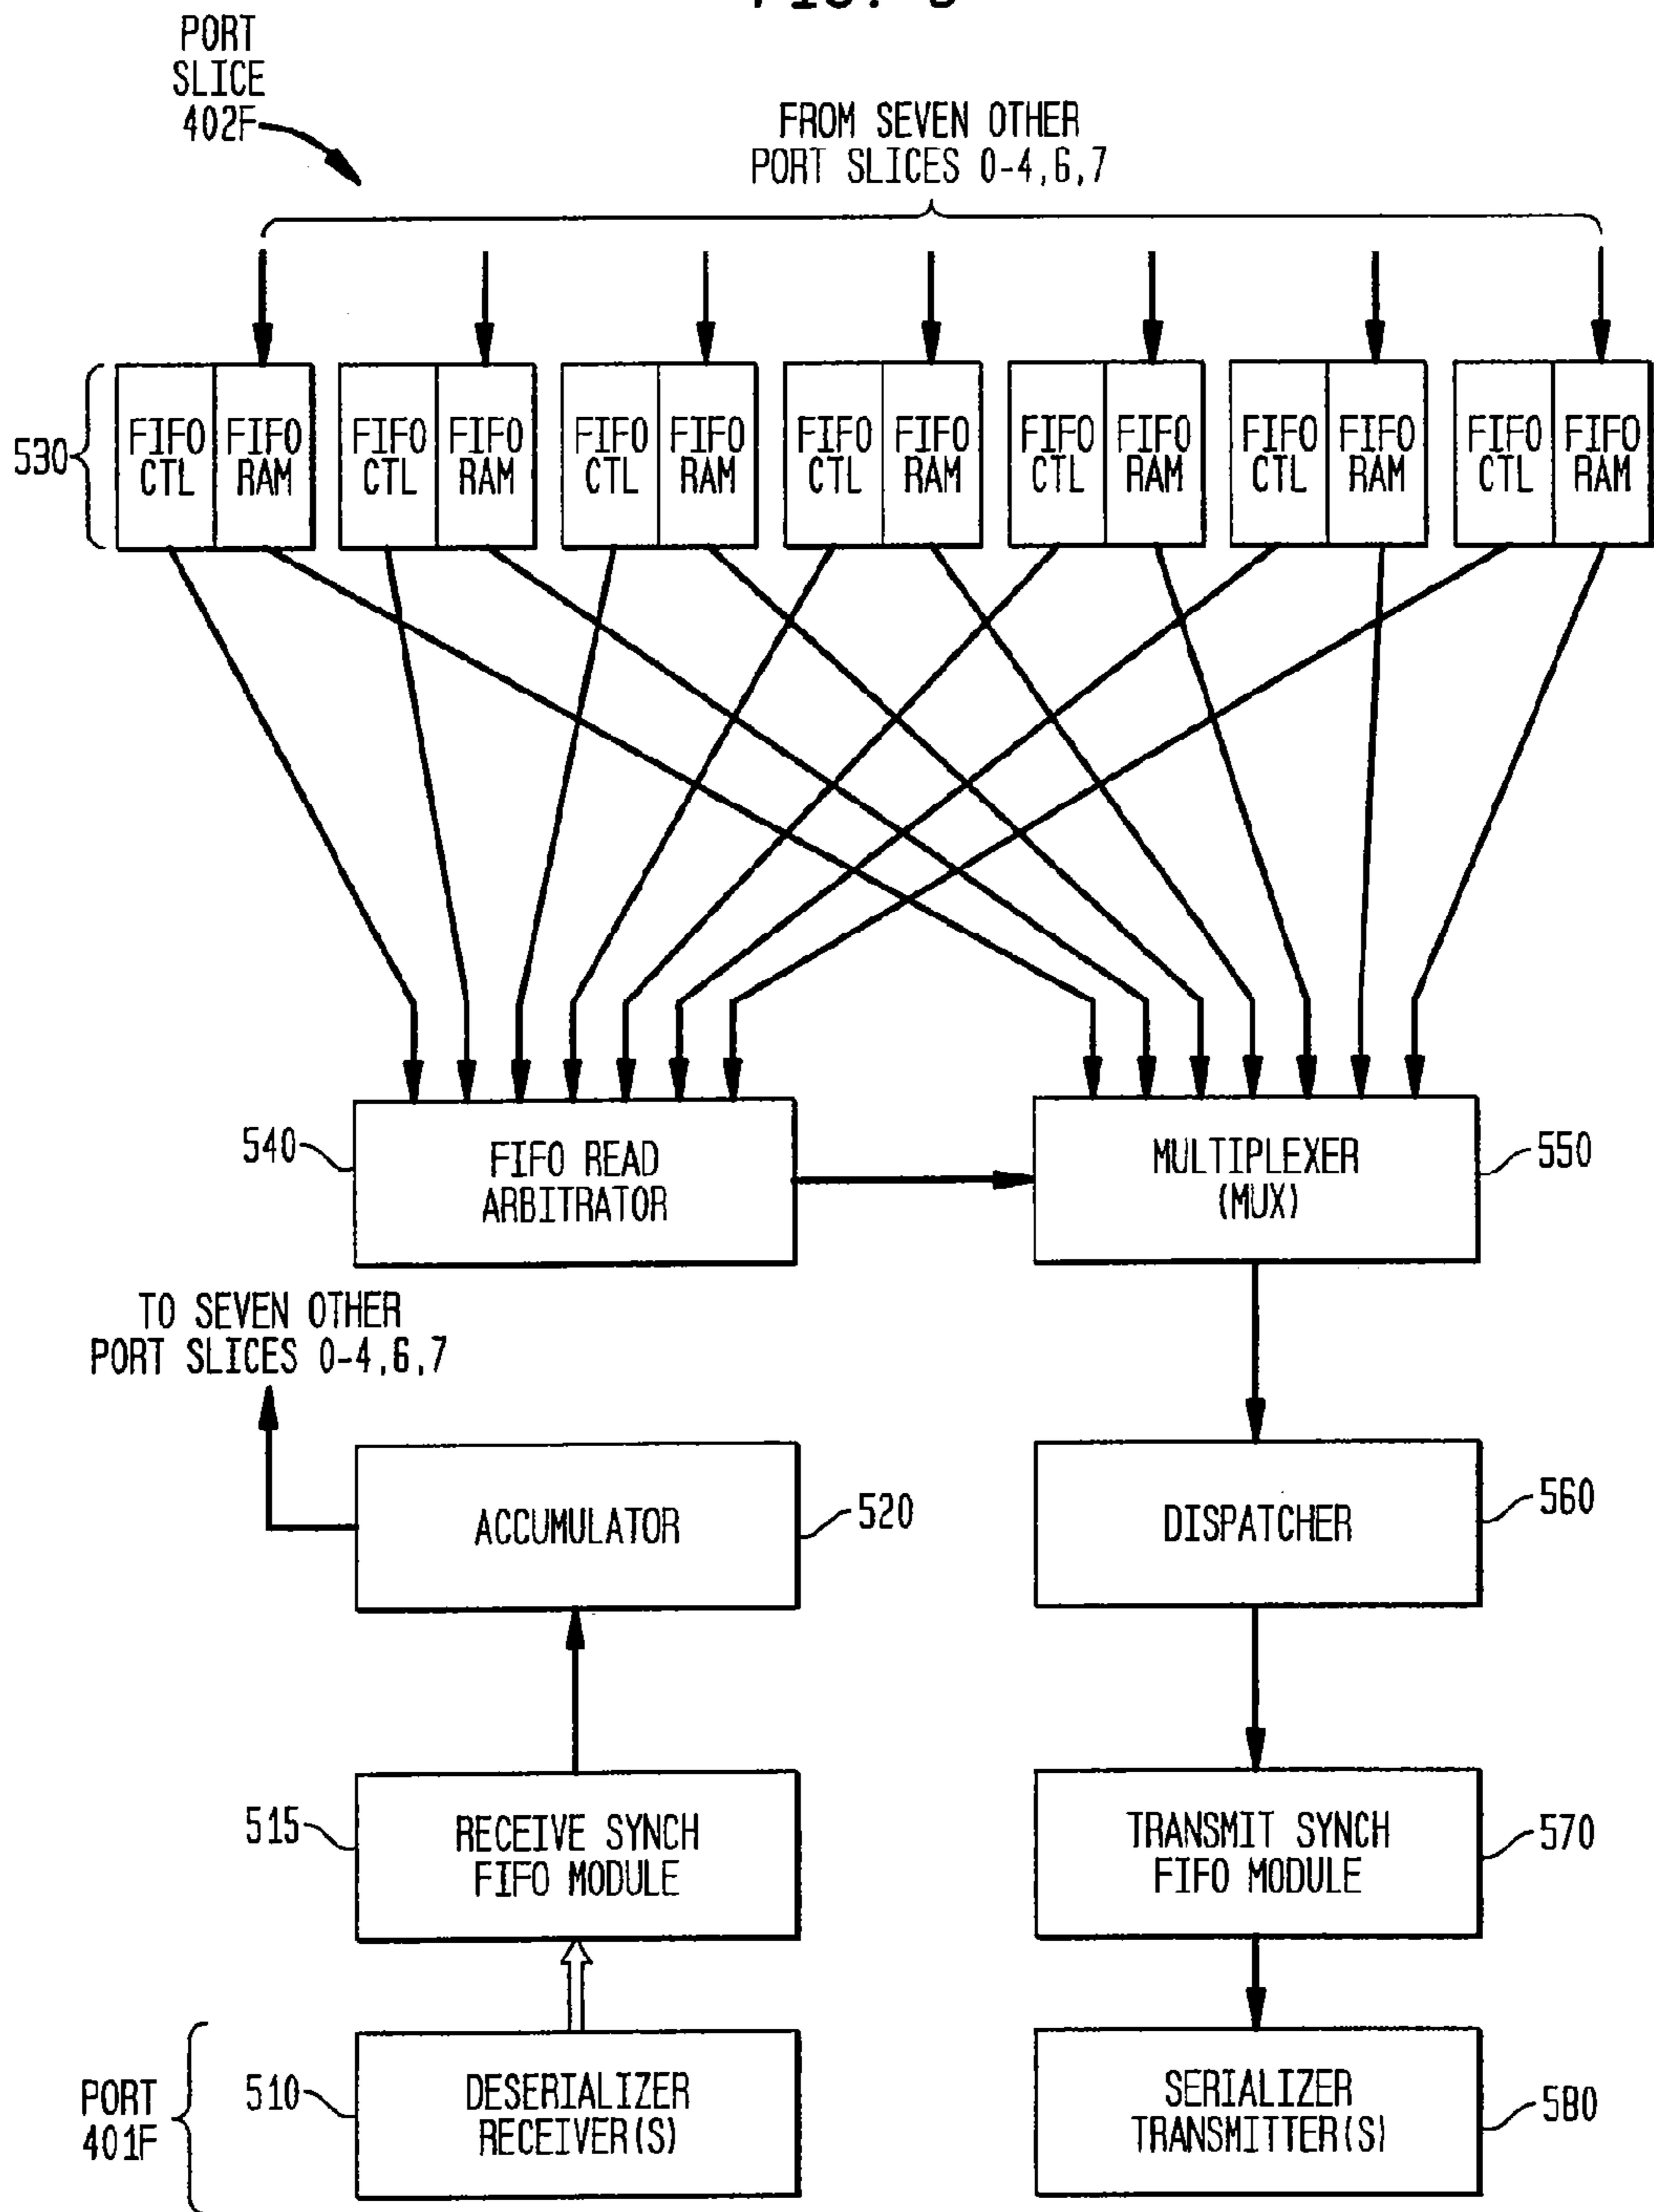 PORT
SLICE
402F
FROM SEVEN OTHER
PORT SLICES 0-4,6,7
530
FIFO CTL FIFO RAM FIFO CTL FIFO RAM FIFO CTL FIFO RAM FIFO CTL FIFO RAM FIFO CTL FIFO RAM FIFO CTL FIFO RAM FIFO CTL FIFO RAM
540
FIFO READ
ARBITRATOR
MULTIPLEXER
(MUX)
550
TO SEVEN OTHER
PORT SLICES 0-4,6,7
ACCUMULATOR
520
DISPATCHER
560
515
RECEIVE SYNCH
FIFO MODULE
TRANSMIT SYNCH
FIFO MODULE
570
PORT
401F
510
DESERIALIZER
RECEIVER(S)
SERIALIZER
TRANSMITTER(S)
580